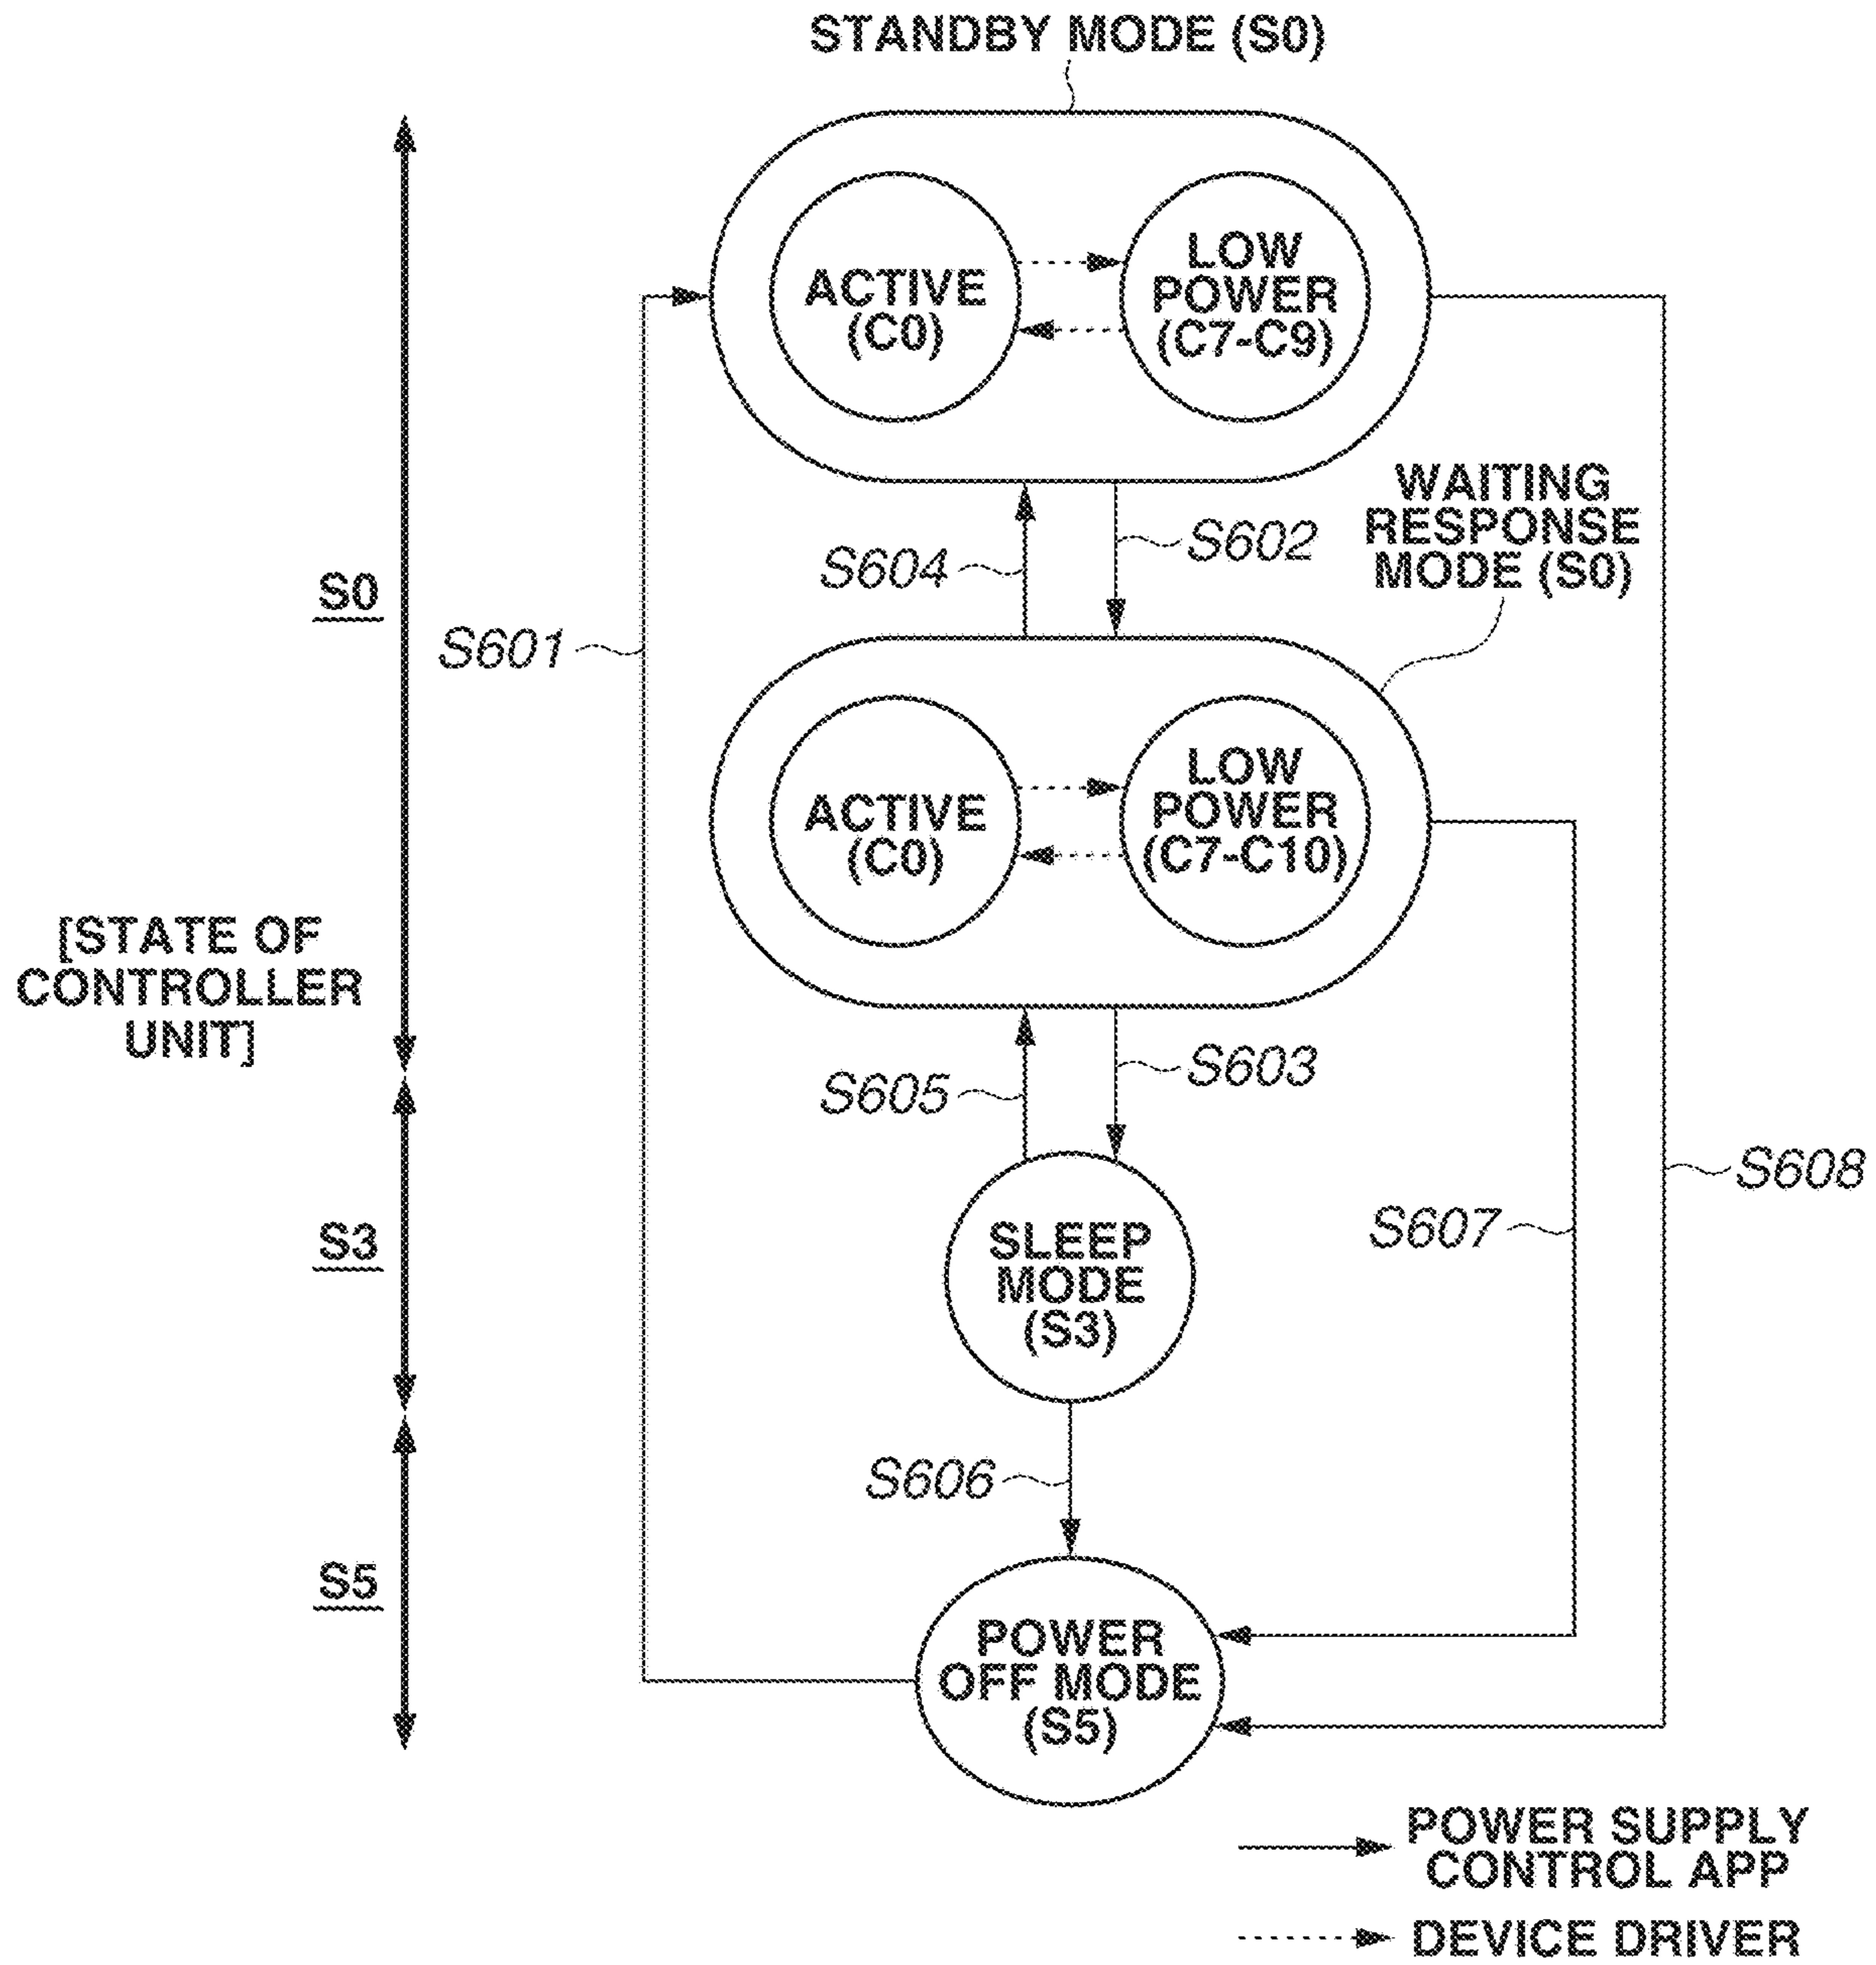 STANDBY MODE (S0)
ACTIVE
(C0)
LOW
POWER
(C7-C9)
WAITING
RESPONSE
MODE (S0)
S604
S602
S0
S601
ACTIVE
(C0)
LOW
POWER
(C7-C10)
[STATE OF
CONTROLLER
UNIT]
S605
S603
S608
S607
S3
SLEEP
MODE
(S3)
S606
S5
POWER
OFF MODE
(S5)
POWER SUPPLY
CONTROL APP
DEVICE DRIVER